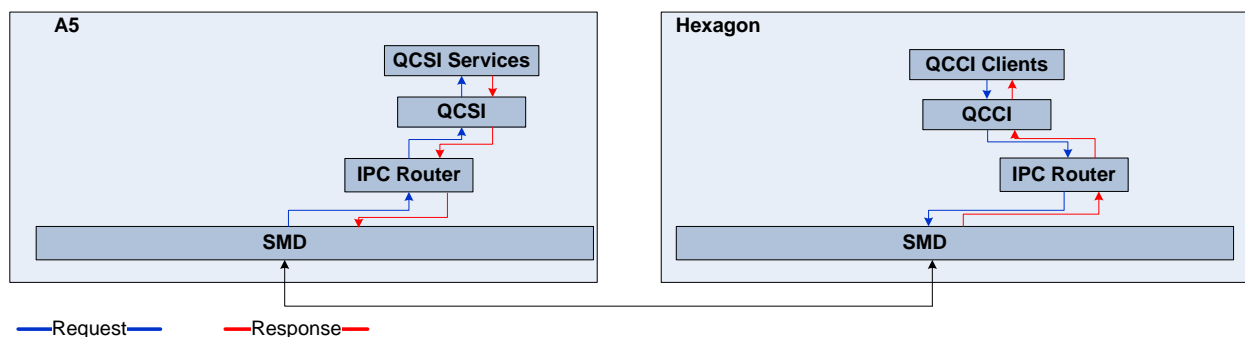 A5
QCSI Services
QCSI
IPC Router
SMD
Hexagon
QCCI Clients
QCCI
IPC Router
SMD
Request
Response